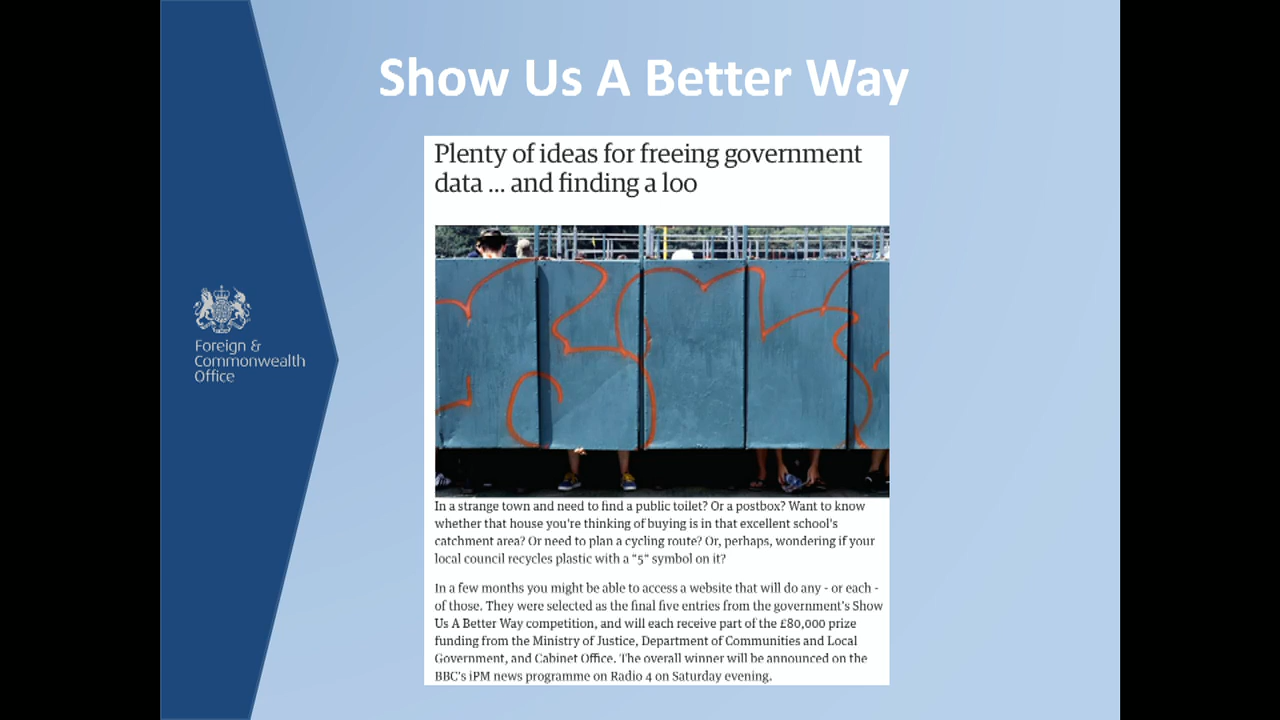 Show Us A Better Way
Plenty of ideas for freeing government
data ... and finding a loo
Foreign &
Commonwealth
Office
In a strange town and need to find a public toilet? Or a postbox? Want to know
whether that house you're thinking of buying is in that excellent school's
catchment area? Or need to plan a cycling route? Or, perhaps, wondering if your
local council recycles plastic with a "5" symbol on it?
In a few months you might be able to access a website that will do any - or each -
of those. They were selected as the final five entries from the government's Show
Us A Better Way competition, and will each receive part of the £80,000 prize
funding from the Ministry of Justice, Department of Communities and Local
Government, and Cabinet Office. The overall winner will be announced on the
BBC's iPM news programme on Radio 4 on Saturday evening.